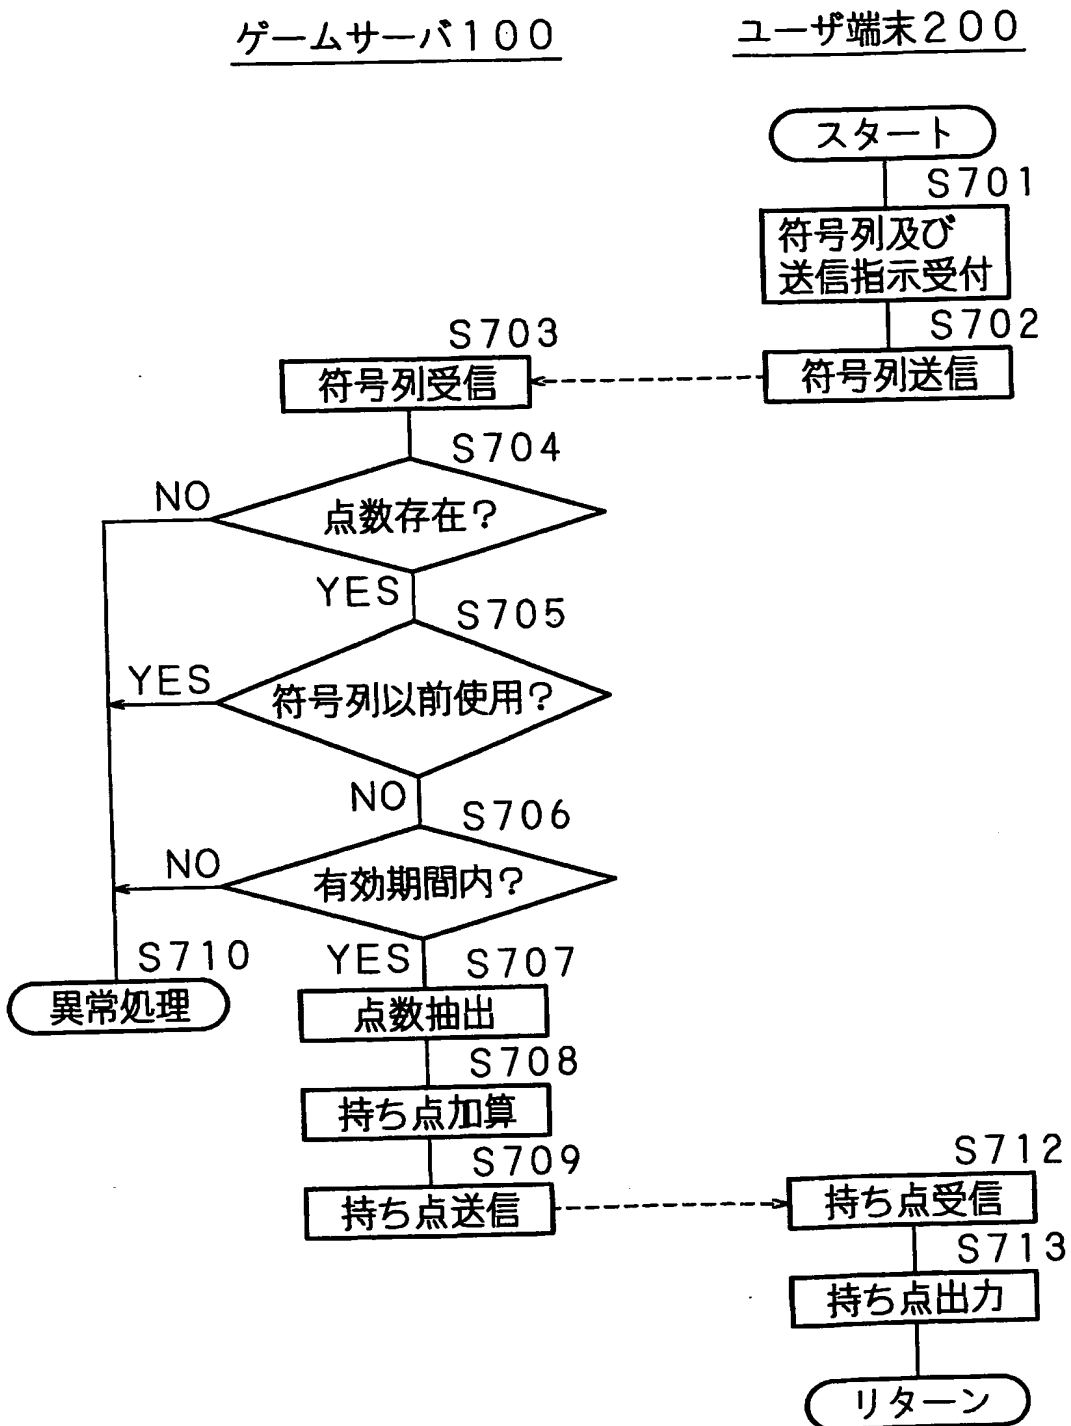 ゲームサーバ100
ユーザ端末200
スタート
S701
符号列及び
送信指示受付
S702
符号列送信
S703
符号列受信
S704
点数存在?
NO
YES
S705
符号列以前使用?
YES
NO
S706
有効期間内?
NO
YES
S710
異常処理
S707
点数抽出
S708
持ち点加算
S709
持ち点送信
S712
持ち点受信
S713
持ち点出力
リターン